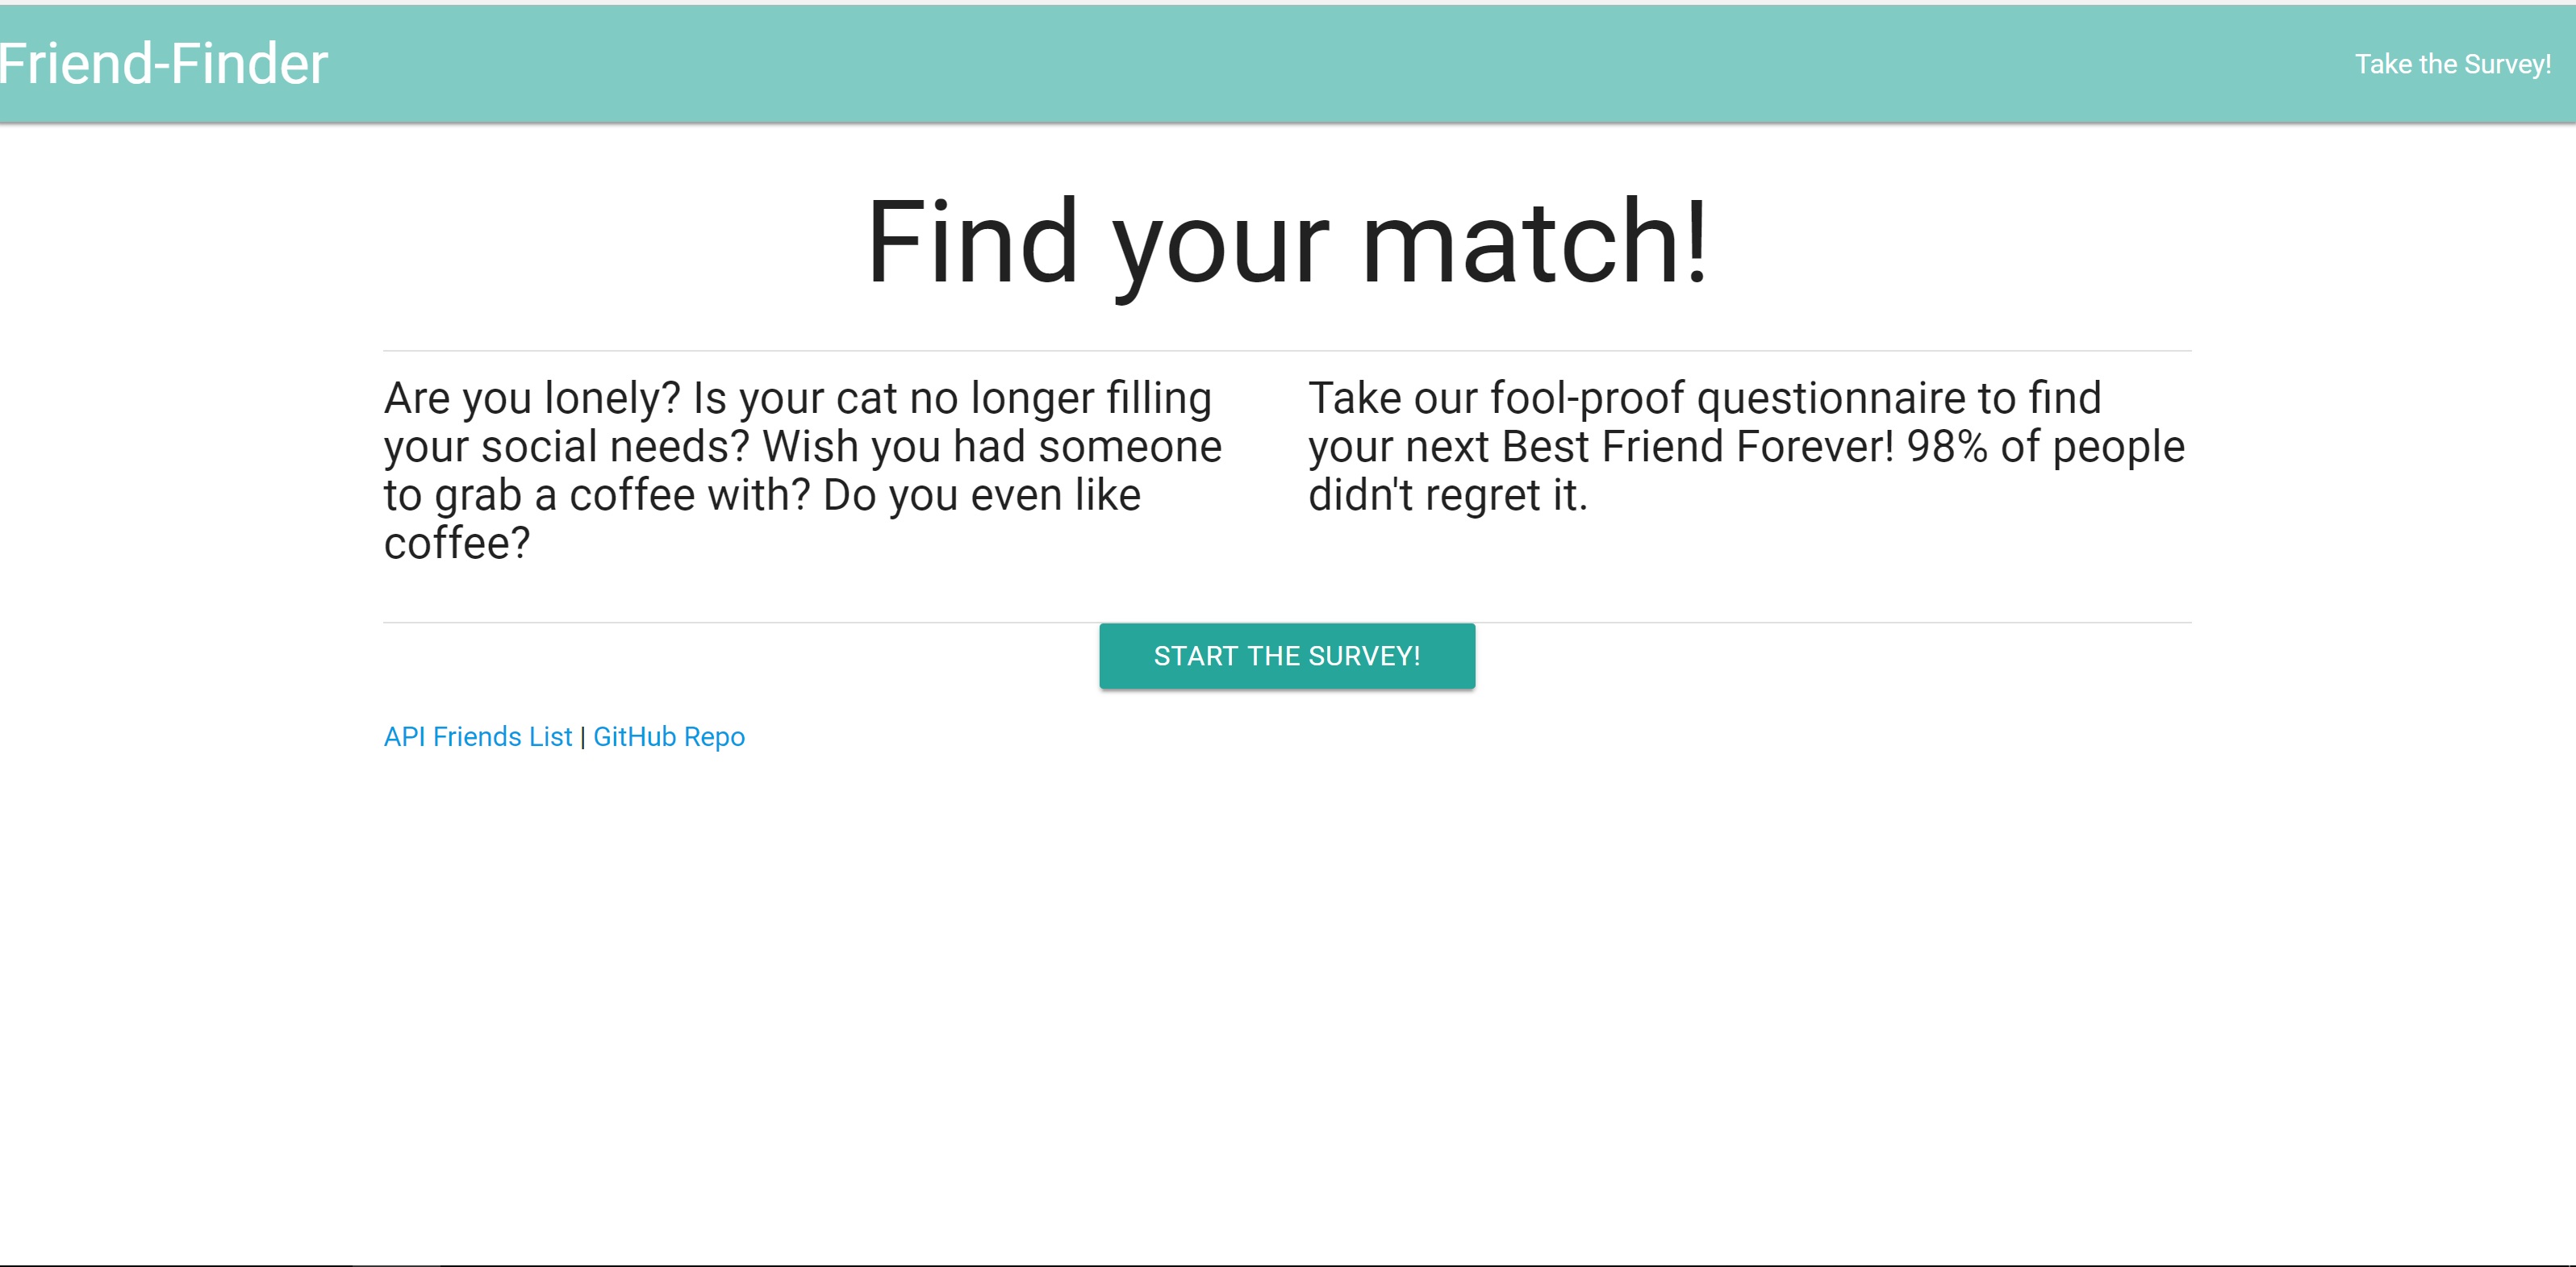 Friend-Finder
Take the Survey!
Find your match!
Are you lonely? Is your cat no longer filling
your social needs? Wish you had someone
to grab a coffee with? Do you even like
coffee?
Take our fool-proof questionnaire to find
your next Best Friend Forever! 98% of people
didn't regret it.
START THE SURVEY!
API Friends List | GitHub Repo